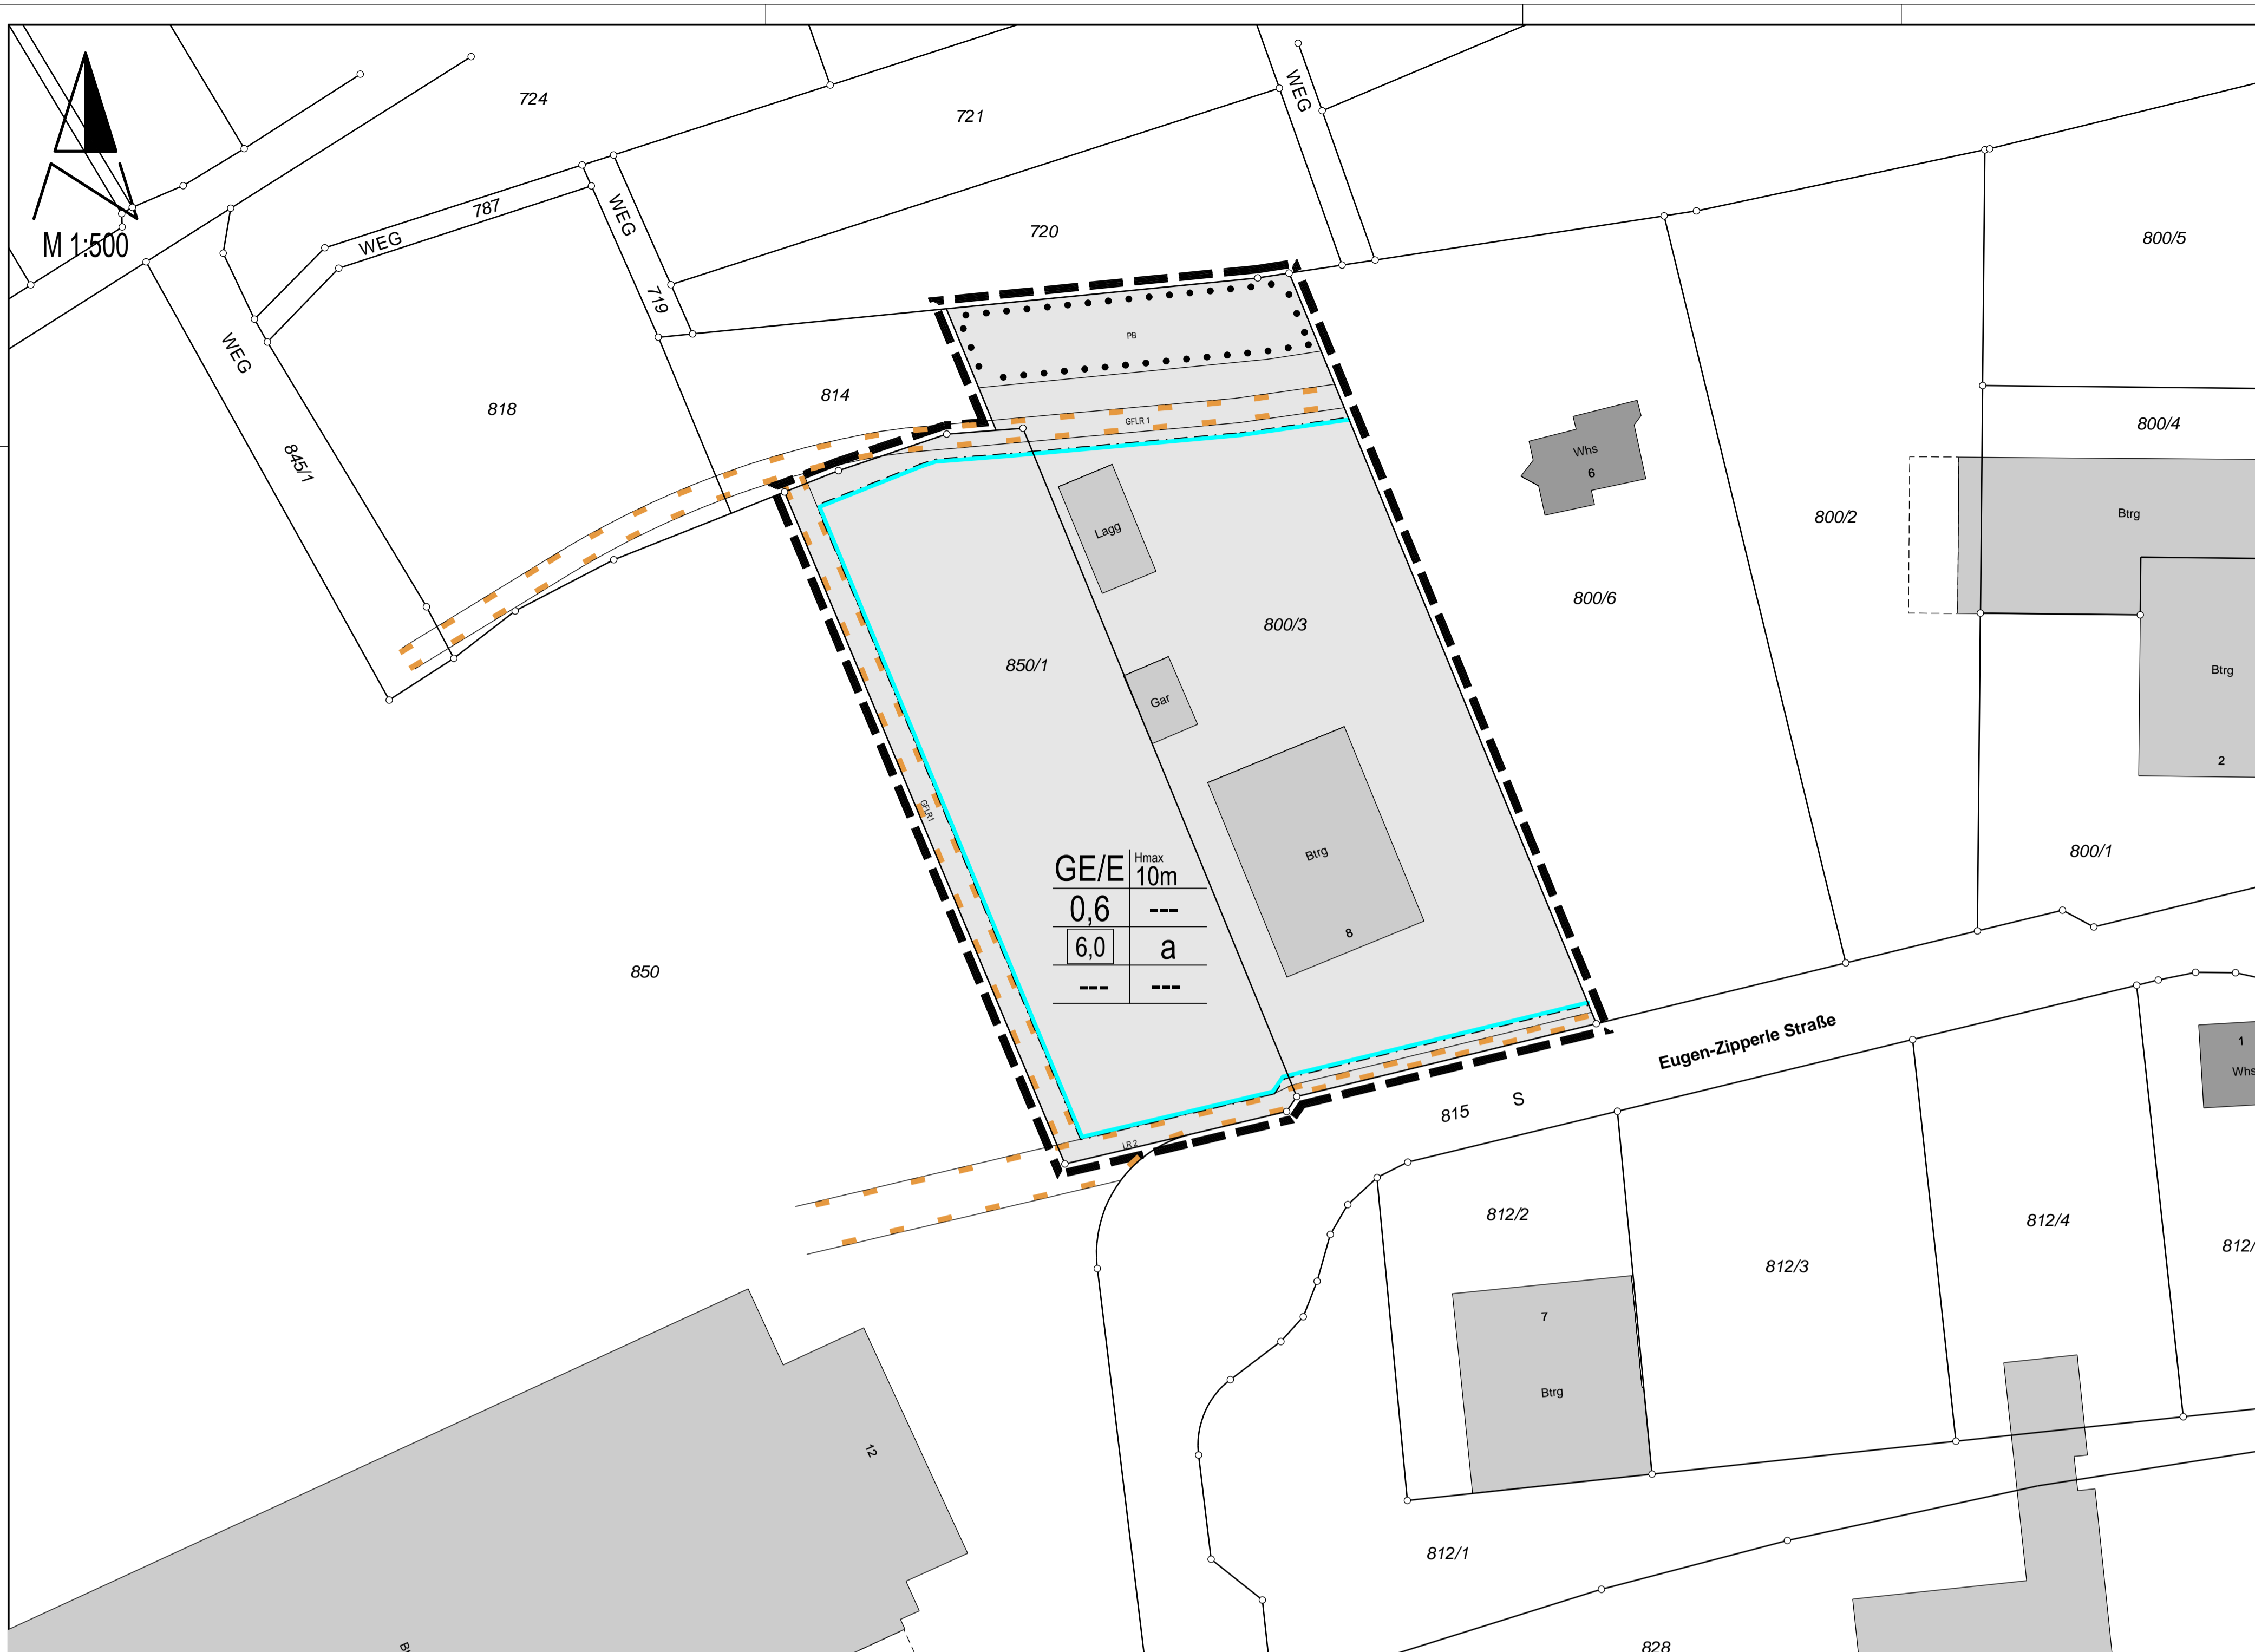 724
721
WEG
M 1:500
787
WEG
WEG
720
719
800/5
WEG
PB
818
814
GFLR 1
800/4
845/1
Whs
6
Lagg
800/2
Btrg
800/6
800/3
850/1
Gar
Btrg
2
GFLR1
Btrg
8
800/1
GE/E Hmax 10m
0,6 ---
6,0 a
--- ---
850
Eugen-Zipperle Straße
1
Whs
815 S
LR 2
812/2
812/3
812/4
812/
7
Btrg
12
812/1
828